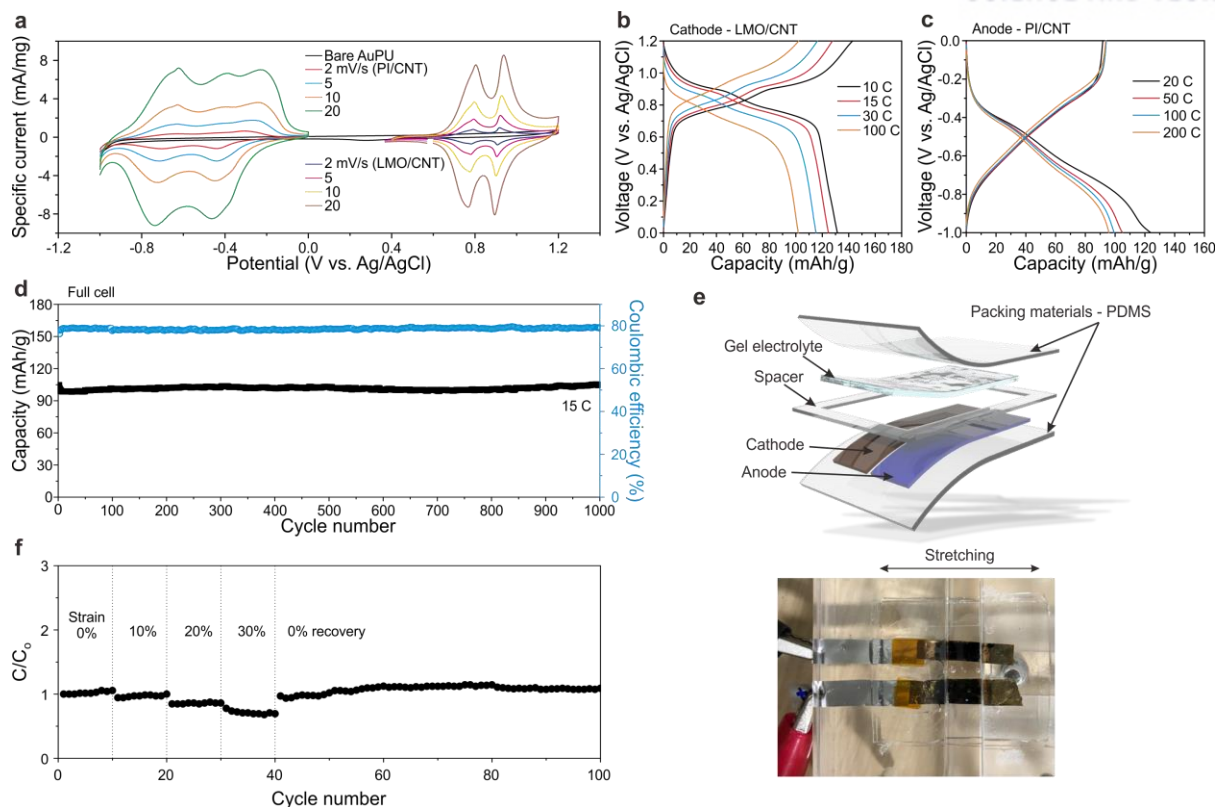 a
Specific current (mA/mg)
8
4
0
-4
-8
-1.2
-0.8
-0.4
0.0
0.4
0.8
1.2
Potential (V vs. Ag/AgCl)
Bare AuPU
2 mV/s (PI/CNT)
5
10
20
2 mV/s (LMO/CNT)
5
10
20
b
Cathode - LMO/CNT
Voltage (V vs. Ag/AgCl)
1.2
1.0
0.8
0.6
0.4
0.2
0.0
10 C
15 C
30 C
100 C
0 20 40 60 80 100 120 140 160 180
Capacity (mAh/g)
c
Anode - PI/CNT
Voltage (V vs. Ag/AgCl)
0.0
-0.2
-0.4
-0.6
-0.8
-1.0
20 C
50 C
100 C
200 C
0 20 40 60 80 100 120 140 160
Capacity (mAh/g)
d
Full cell
Capacity (mAh/g)
180
150
120
90
60
30
0
15 C
Coulombic efficiency (%)
80
60
40
20
0
0 100 200 300 400 500 600 700 800 900 1000
Cycle number
e
Packing materials - PDMS
Gel electrolyte
Spacer
Cathode
Anode
Stretching
f
C/Co
3
2
1
0
Strain
0%
10%
20%
30%
0% recovery
0 20 40 60 80 100
Cycle number